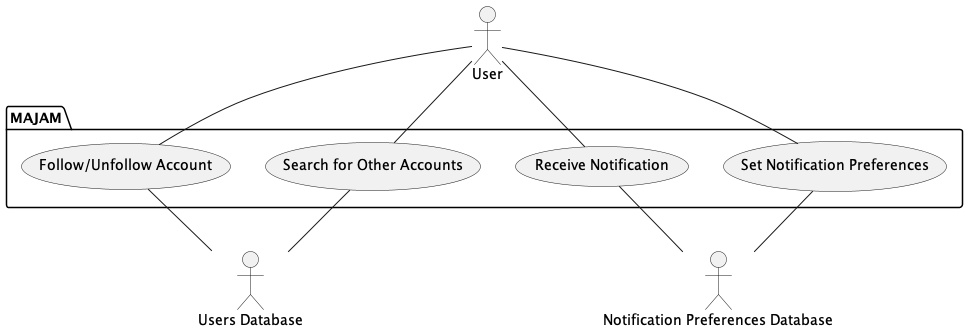 User
MAJAM
Follow/Unfollow Account
Search for Other Accounts
Receive Notification
Set Notification Preferences
Users Database
Notification Preferences Database